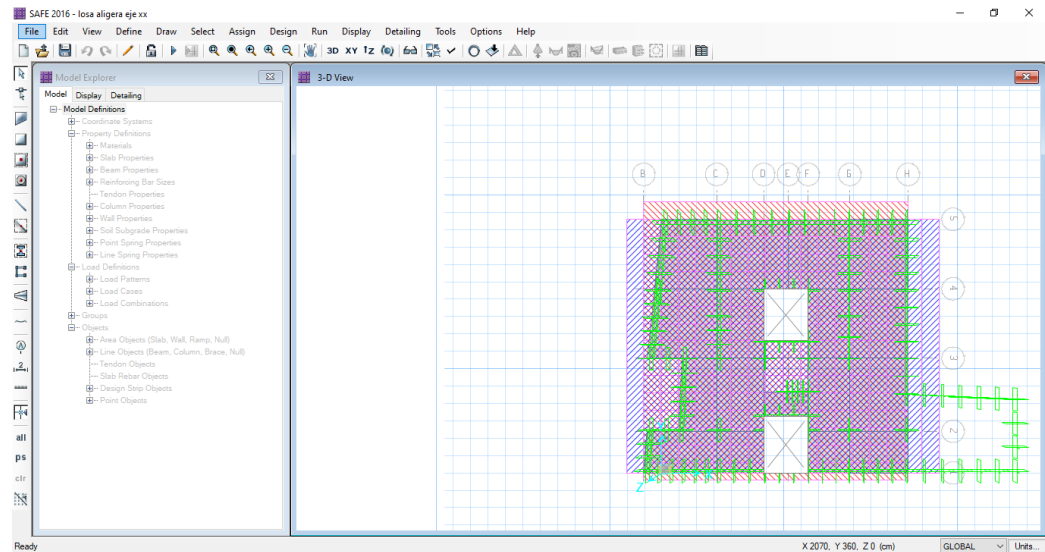 SAFE 2016 - losa aligera eje xx
File Edit View Define Draw Select Assign Design Run Display Detailing Tools Options Help
3D XY
Model Explorer
3-D View
Model Display Detailing
Model Definitions
Coordinate Systems
Property Definitions
Materials
Slab Properties
Beam Properties
Reinforcing Bar Sizes
Tendon Properties
Column Properties
Wall Properties
Soil Subgrade Properties
Point Spring Properties
Line Spring Properties
Load Definitions
Load Patterns
Load Cases
Load Combinations
Groups
Objects
Area Objects (Slab, Wall, Ramp, Null)
Line Objects (Beam, Column, Brace, Null)
Tendon Objects
Slab Rebar Objects
Design Strip Objects
Point Objects
B C D E F G H
5
4
3
2
Z
all
ps
clr
Ready
X 2070, Y 360, Z 0 (cm)
GLOBAL
Units...